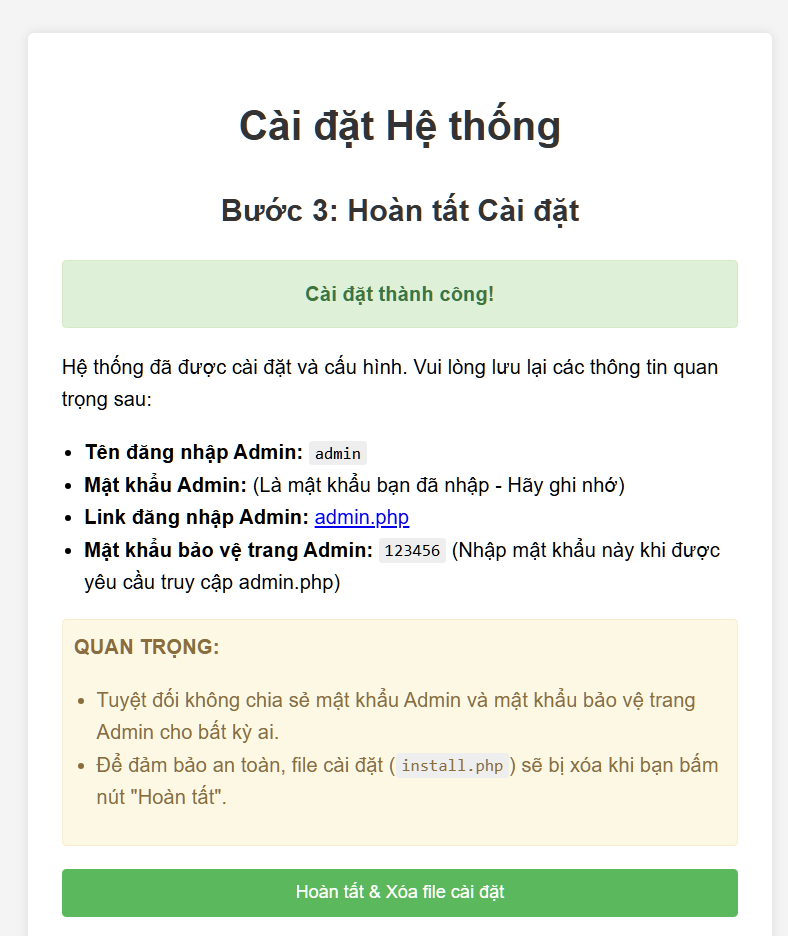 Cài đặt Hệ thống
Bước 3: Hoàn tất Cài đặt
Cài đặt thành công!
Hệ thống đã được cài đặt và cấu hình. Vui lòng lưu lại các thông tin quan
trọng sau:
• Tên đăng nhập Admin: admin
• Mật khẩu Admin: (Là mật khẩu bạn đã nhập - Hãy ghi nhớ)
• Link đăng nhập Admin: admin.php
• Mật khẩu bảo vệ trang Admin: 123456 (Nhập mật khẩu này khi được
yêu cầu truy cập admin.php)
QUAN TRỌNG:
• Tuyệt đối không chia sẻ mật khẩu Admin và mật khẩu bảo vệ trang
Admin cho bất kỳ ai.
• Để đảm bảo an toàn, file cài đặt (install.php) sẽ bị xóa khi bạn bấm
nút "Hoàn tất".
Hoàn tất & Xóa file cài đặt